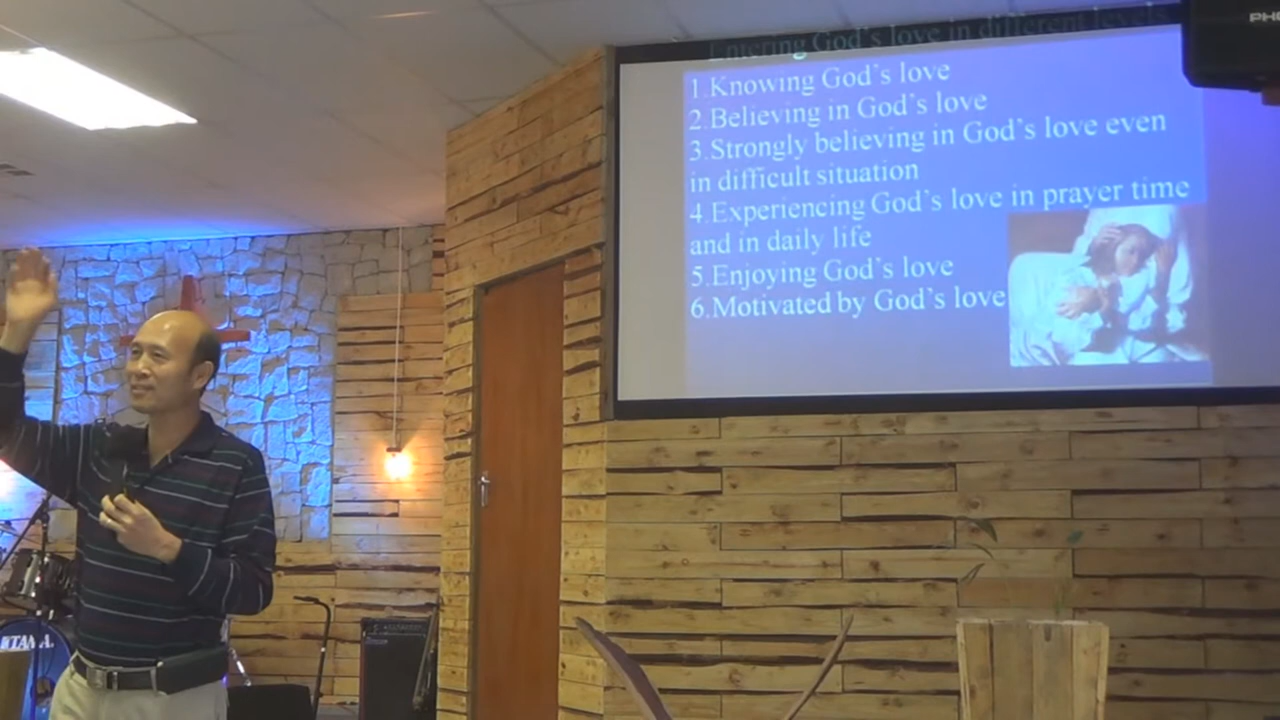 Entering God's love in different levels
1.Knowing God's love
2.Believing in God's love
3.Strongly believing in God's love even
in difficult situation
4.Experiencing God's love in prayer time
and in daily life
5.Enjoying God's love
6.Motivated by God's love
PHO
TAMA